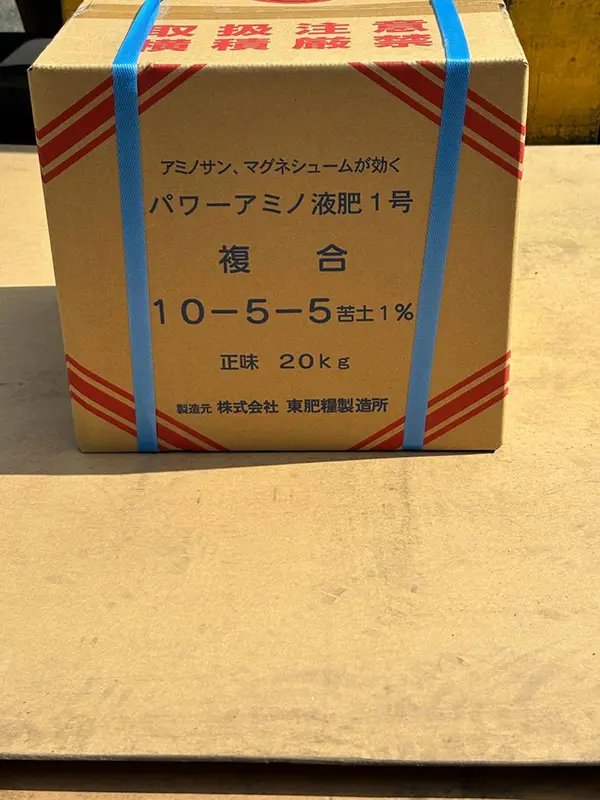 取扱注意
横積厳禁
アミノサン、マグネシュームが効く
パワーアミノ液肥1号
複合
10-5-5苦土1%
正味 20kg
製造元 株式会社 東肥糧製造所